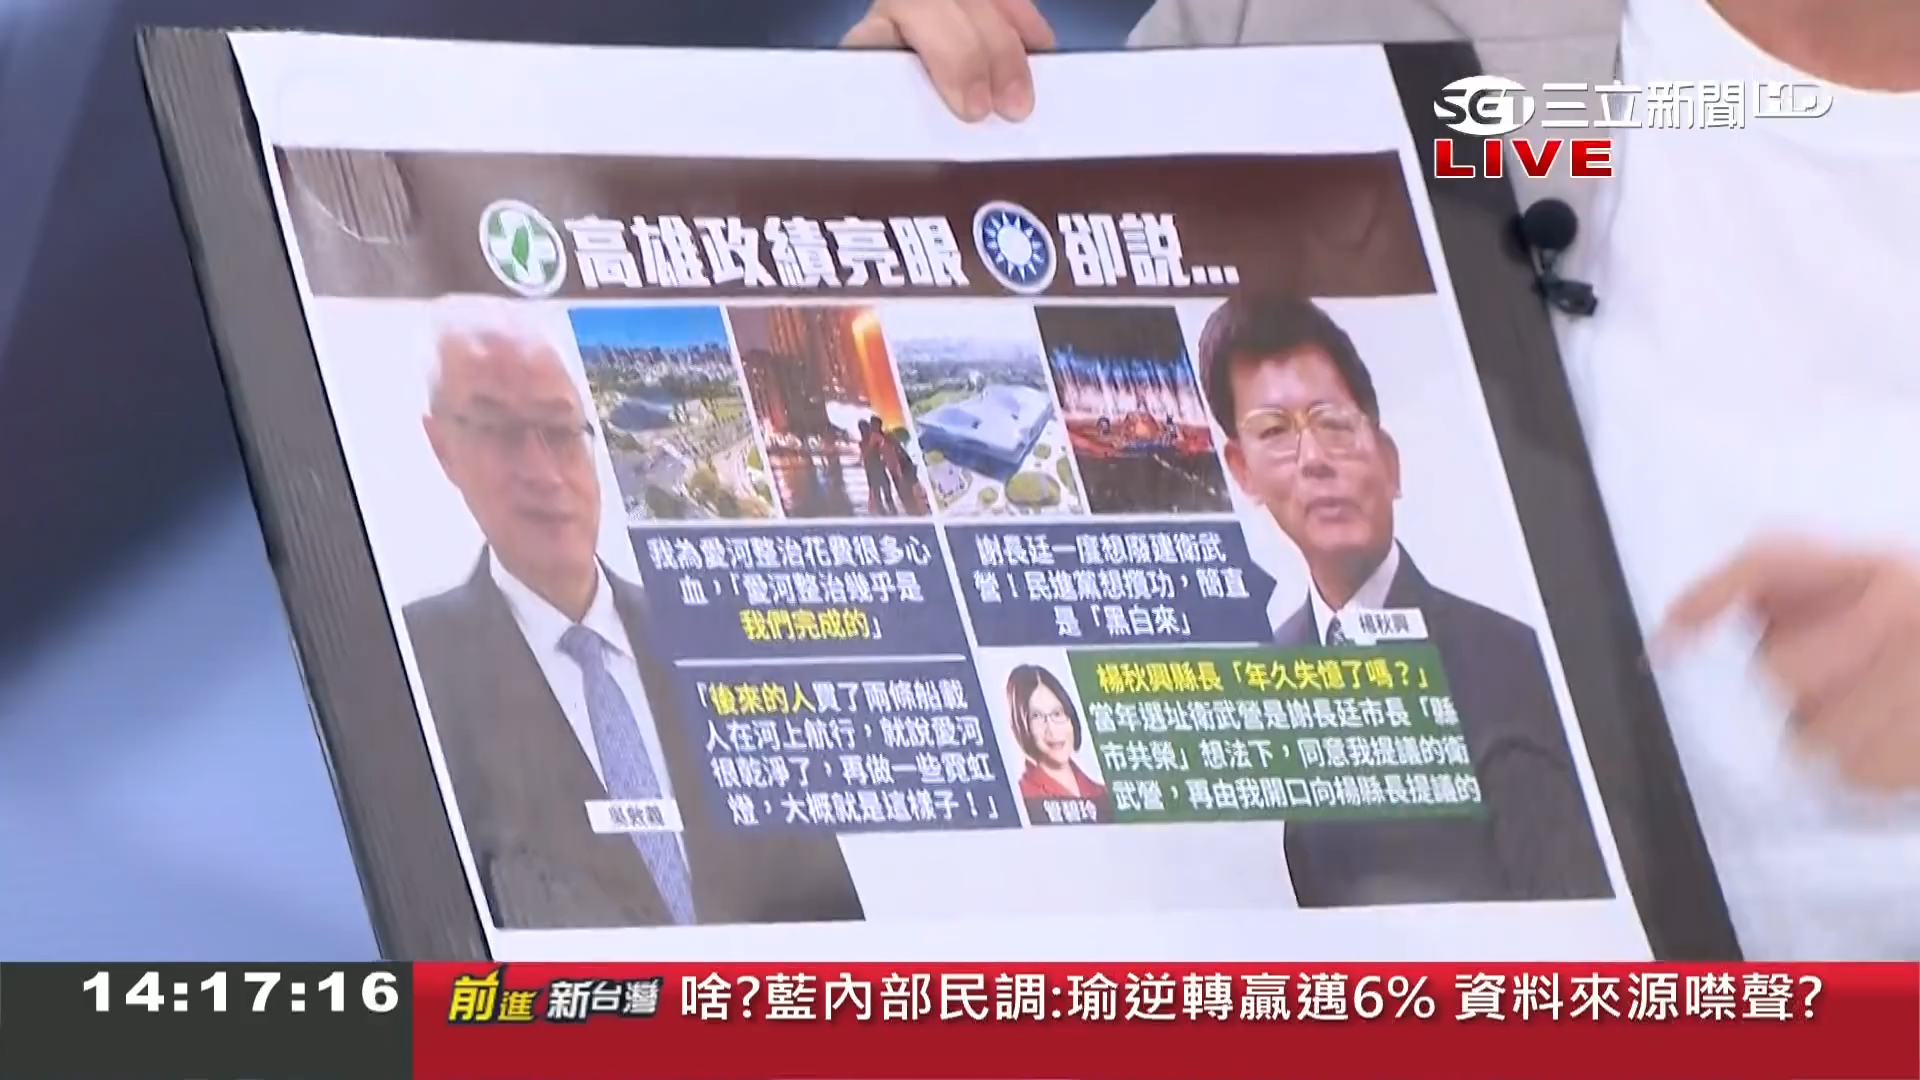 SET三立新聞HD
LIVE
高雄政績亮眼 卻說...
我為愛河整治花費很多心
血,「愛河整治幾乎是
我們完成的」
「後來的人買了兩條船載
人在河上航行,就說愛河
很乾淨了,再做一些霓虹
燈,大概就是這樣子!」
吳敦義
謝長廷一度想廢建衛武
營!民進黨想攬功,簡直
是「黑白來」
楊秋興
楊秋興縣長「年久失憶了嗎?」
當年選址衛武營是謝長廷市長「縣
市共榮」想法下,同意我提議的衛
武營,再由我開口向楊縣長提議的
管碧玲
14:17:16
前進新台灣
啥?藍內部民調:瑜逆轉贏邁6% 資料來源噤聲?